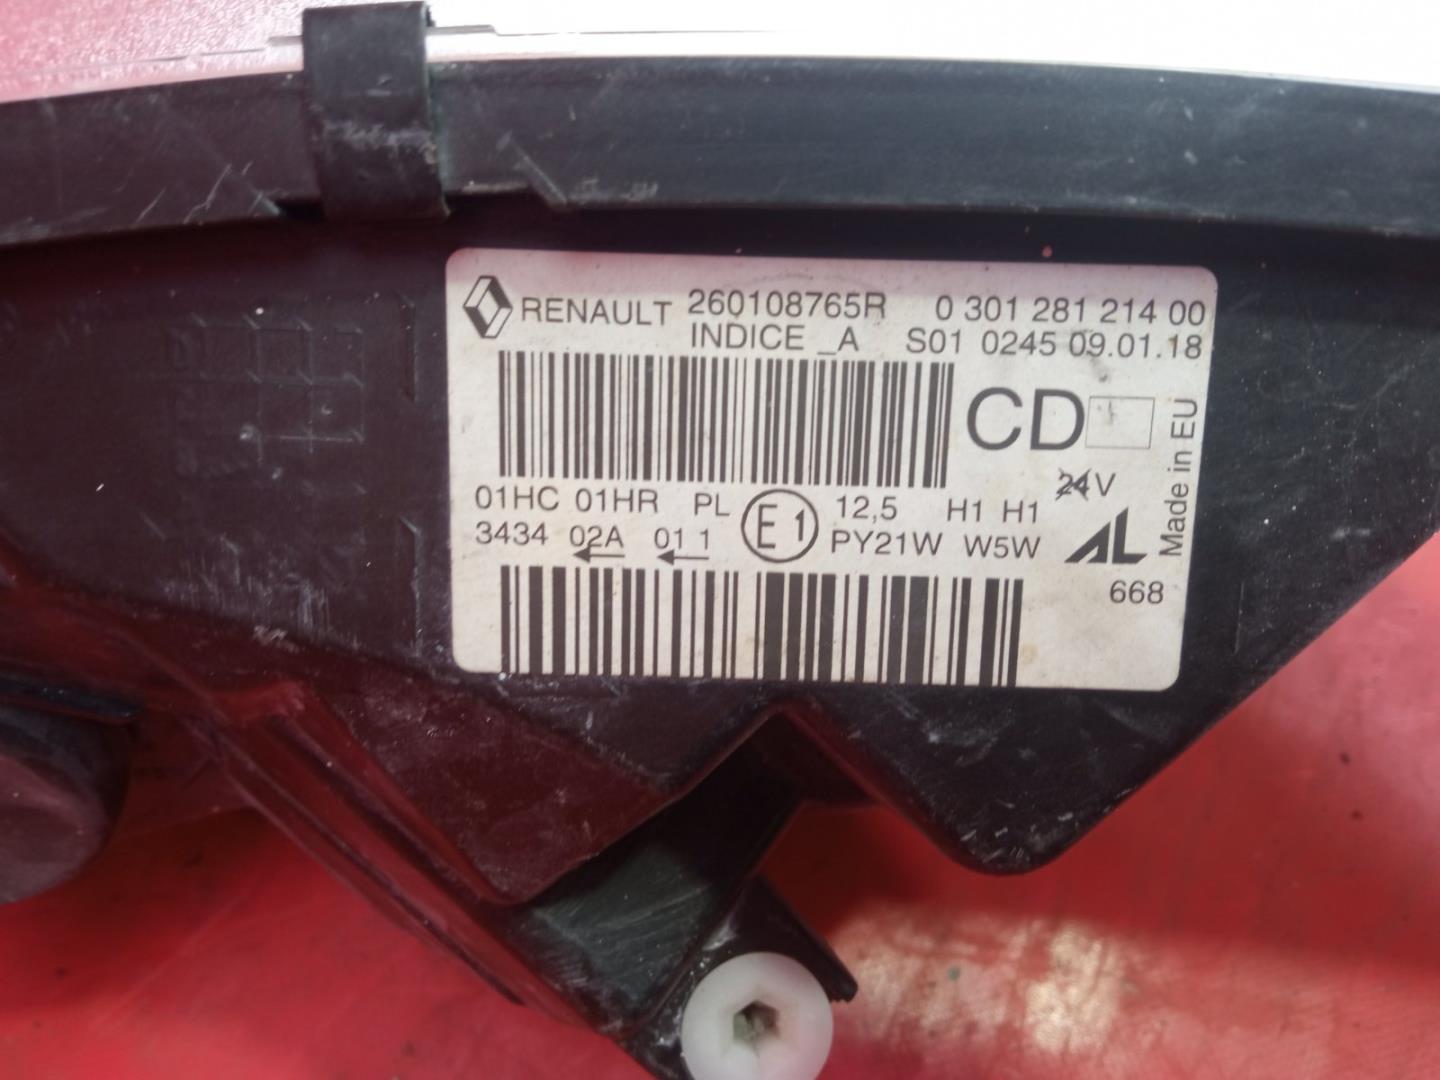 RENAULT 260108765R 0 301 281 214 00
INDICE _A S01 0245 09.01.18
CD
24V
01HC 01HR PL E1 12,5 H1 H1
3434 02A 01 1 PY21W W5W AL
668
Made in EU